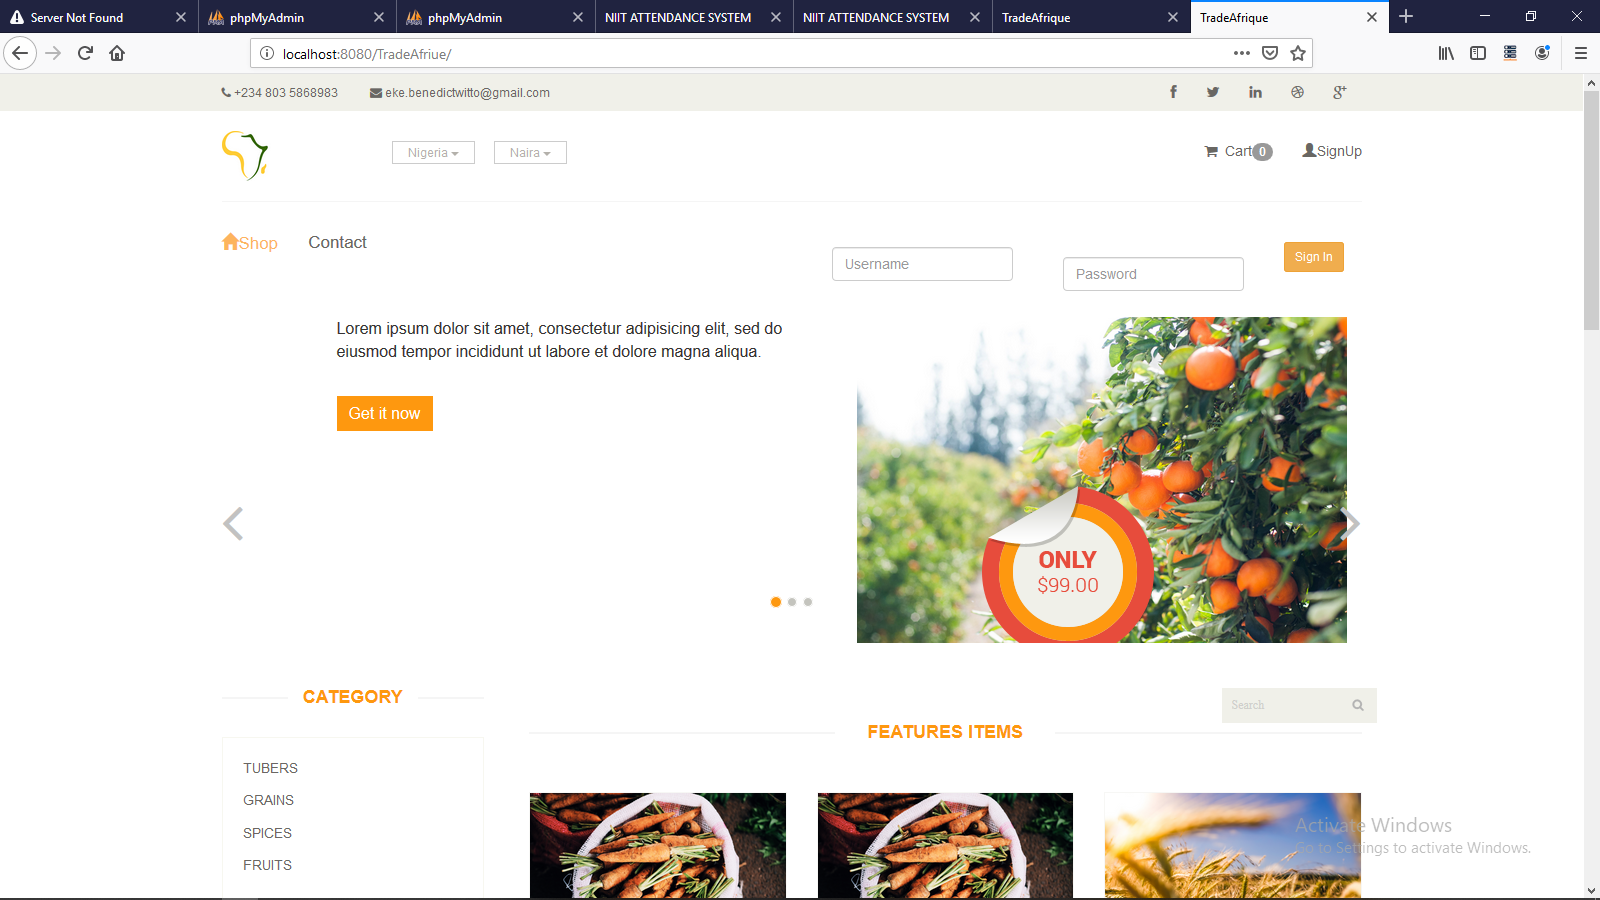 Server Not Found
phpMyAdmin
phpMyAdmin
NIIT ATTENDANCE SYSTEM
NIIT ATTENDANCE SYSTEM
TradeAfrique
TradeAfrique
localhost:8080/TradeAfriue/
+234 803 5868983
eke.benedictwitto@gmail.com
Nigeria
Naira
Cart 0
SignUp
Shop
Contact
Username
Password
Sign In
Lorem ipsum dolor sit amet, consectetur adipisicing elit, sed do
eiusmod tempor incididunt ut labore et dolore magna aliqua.
Get it now
ONLY
$99.00
CATEGORY
Search
FEATURES ITEMS
TUBERS
GRAINS
SPICES
FRUITS
Activate Windows
Go to Settings to activate Windows.